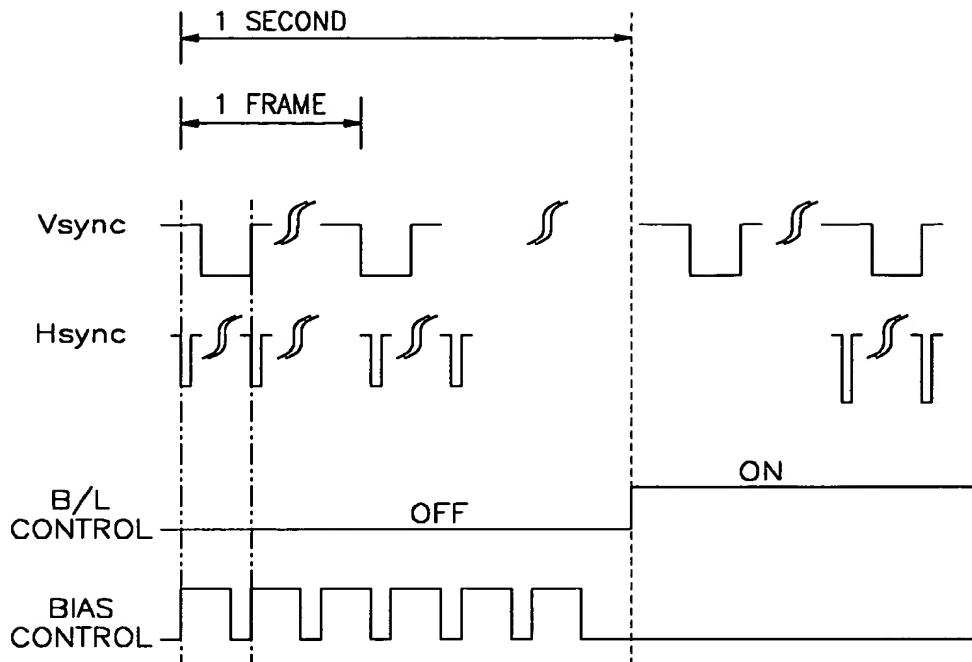 1 SECOND
1 FRAME
Vsync
Hsync
ON
B/L
CONTROL
OFF
BIAS
CONTROL